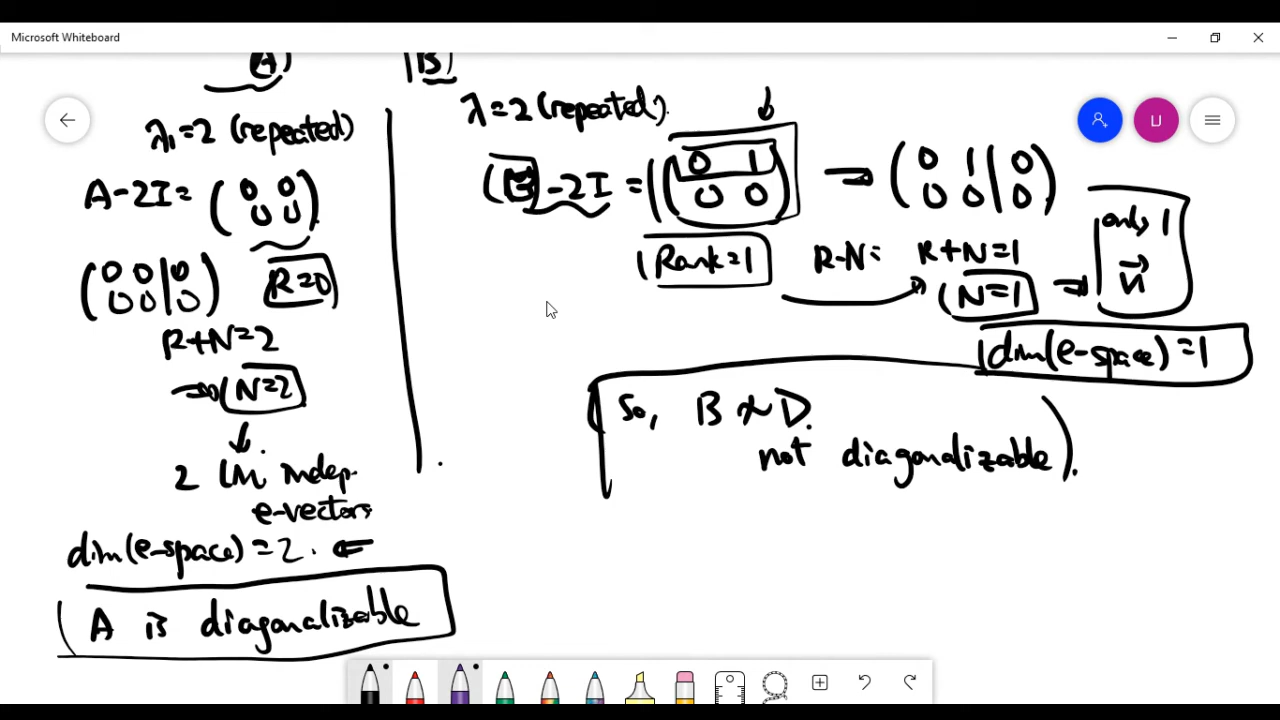 Microsoft Whiteboard
A
λ₁=2 (repeated)
A-2I= (0 0
0 0)
(0 0 | 0
0 0 | 0)
R=0
R+N=2
⇒ N=2
↓
2 lin. indep.
e-vectors
dim(e-space) = 2. ←
A is diagonalizable
B
λ=2 (repeated).
(B-2I = (0 1
0 0)
⇒ (0 1 | 0
0 0 | 0)
Rank=1
R-N: R+N=1
N=1 ⇒
only 1
u⃗
dim(e-space) = 1
So, B ≁ D.
not diagonalizable).
U